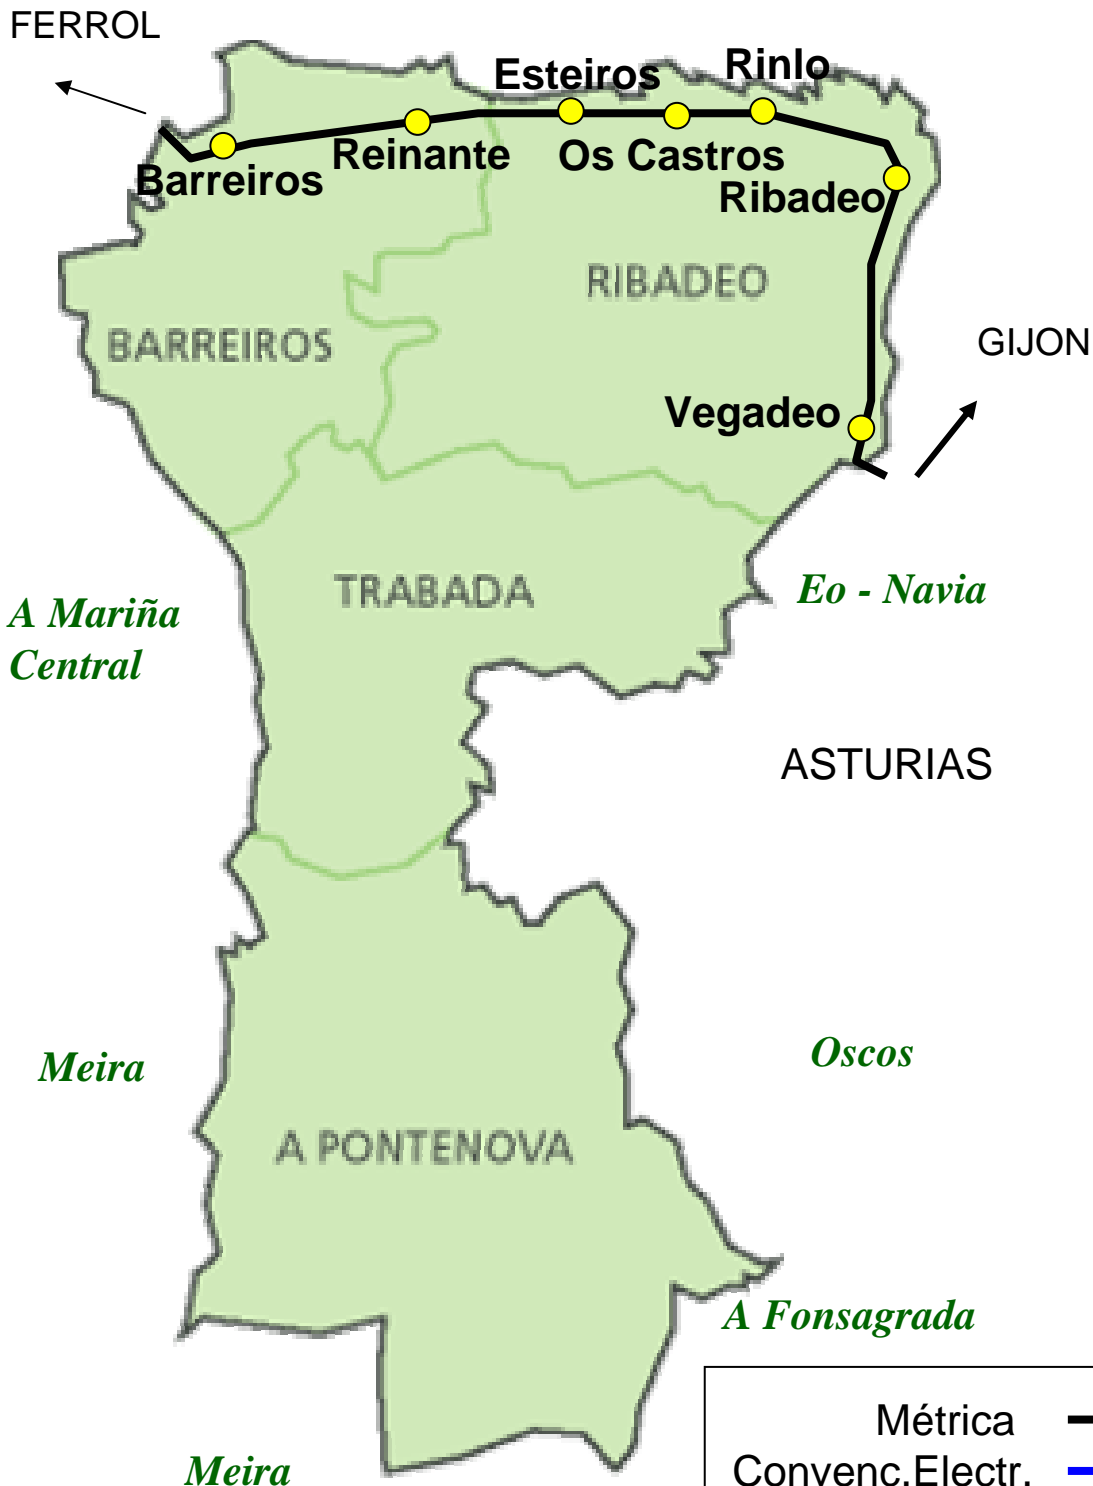 FERROL
Esteiros
Rinlo
Barreiros
Reinante
Os Castros
Ribadeo
RIBADEO
BARREIROS
GIJON
Vegadeo
TRABADA
Eo - Navia
A Mariña
Central
ASTURIAS
Meira
Oscos
A PONTENOVA
A Fonsagrada
Métrica
Convenc.Electr.
Meira